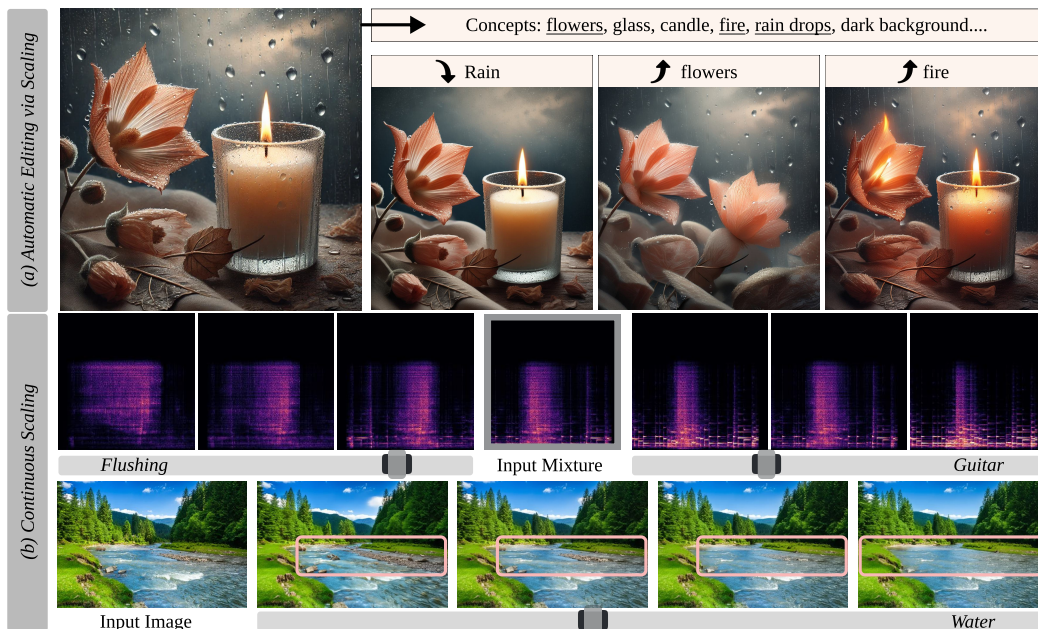 (a) Automatic Editing via Scaling
Concepts: flowers, glass, candle, fire, rain drops, dark background....
Rain
flowers
fire
(b) Continuous Scaling
Flushing
Input Mixture
Guitar
Input Image
Water